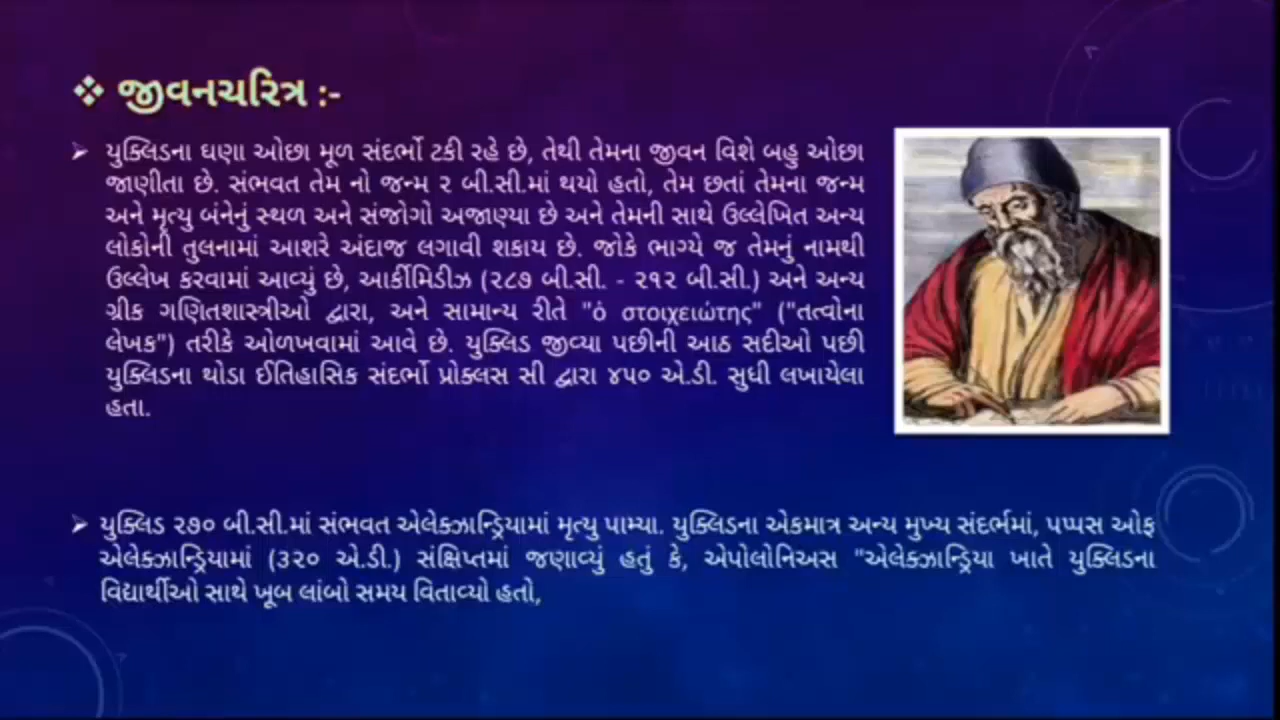 ❖ જીવનચરિત્ર :-
➢ યુક્લિડના ઘણા ઓછા મૂળ સંદર્ભો ટકી રહે છે, તેથી તેમના જીવન વિશે બહુ ઓછા
જાણીતા છે. સંભવત તેમ નો જન્મ ૨ બી.સી.માં થયો હતો, તેમ છતાં તેમના જન્મ
અને મૃત્યુ બંનેનું સ્થળ અને સંજોગો અજાણ્યા છે અને તેમની સાથે ઉલ્લેખિત અન્ય
લોકોની તુલનામાં આશરે અંદાજ લગાવી શકાય છે. જોકે ભાગ્યે જ તેમનું નામથી
ઉલ્લેખ કરવામાં આવ્યું છે, આર્કીમિડીઝ (૨૮૭ બી.સી. - ૨૧૨ બી.સી.) અને અન્ય
ગ્રીક ગણિતશાસ્ત્રીઓ દ્વારા, અને સામાન્ય રીતે "ὁ στοιχειώτης" ("તત્વોના
લેખક") તરીકે ઓળખવામાં આવે છે. યુક્લિડ જીવ્યા પછીની આઠ સદીઓ પછી
યુક્લિડના થોડા ઈતિહાસિક સંદર્ભો પ્રોક્લસ સી દ્વારા ૪૫૦ એ.ડી. સુધી લખાયેલા
હતા.
➢ યુક્લિડ ૨૭૦ બી.સી.માં સંભવત એલેક્ઝાન્ડ્રિયામાં મૃત્યુ પામ્યા. યુક્લિડના એકમાત્ર અન્ય મુખ્ય સંદર્ભમાં, પપ્પસ ઓફ
એલેક્ઝાન્ડ્રિયામાં (૩૨૦ એ.ડી.) સંક્ષિપ્તમાં જણાવ્યું હતું કે, એપોલોનિઅસ "એલેક્ઝાન્ડ્રિયા ખાતે યુક્લિડના
વિદ્યાર્થીઓ સાથે ખૂબ લાંબો સમય વિતાવ્યો હતો,